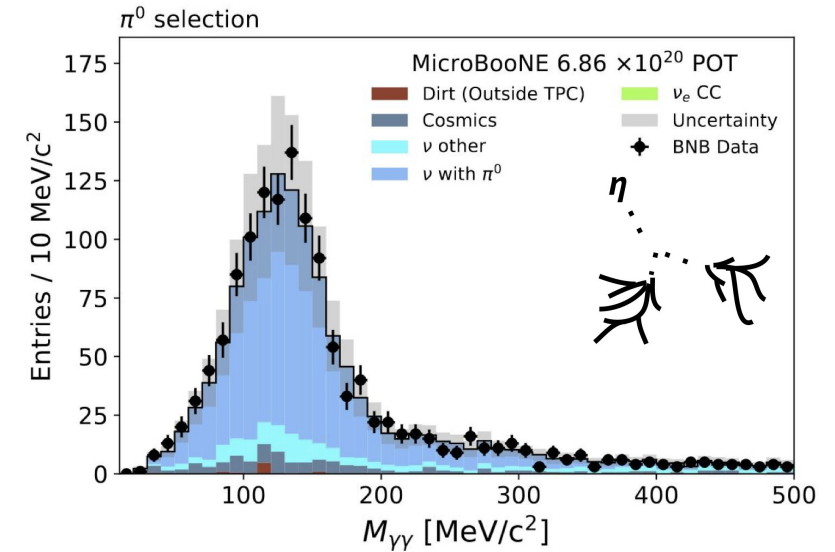 π⁰ selection
MicroBooNE 6.86 ×10²⁰ POT
Dirt (Outside TPC)
Cosmics
ν other
ν with π⁰
νₑ CC
Uncertainty
BNB Data
η
Entries / 10 MeV/c²
175
150
125
100
75
50
25
0
100
200
300
400
500
Mγγ [MeV/c²]